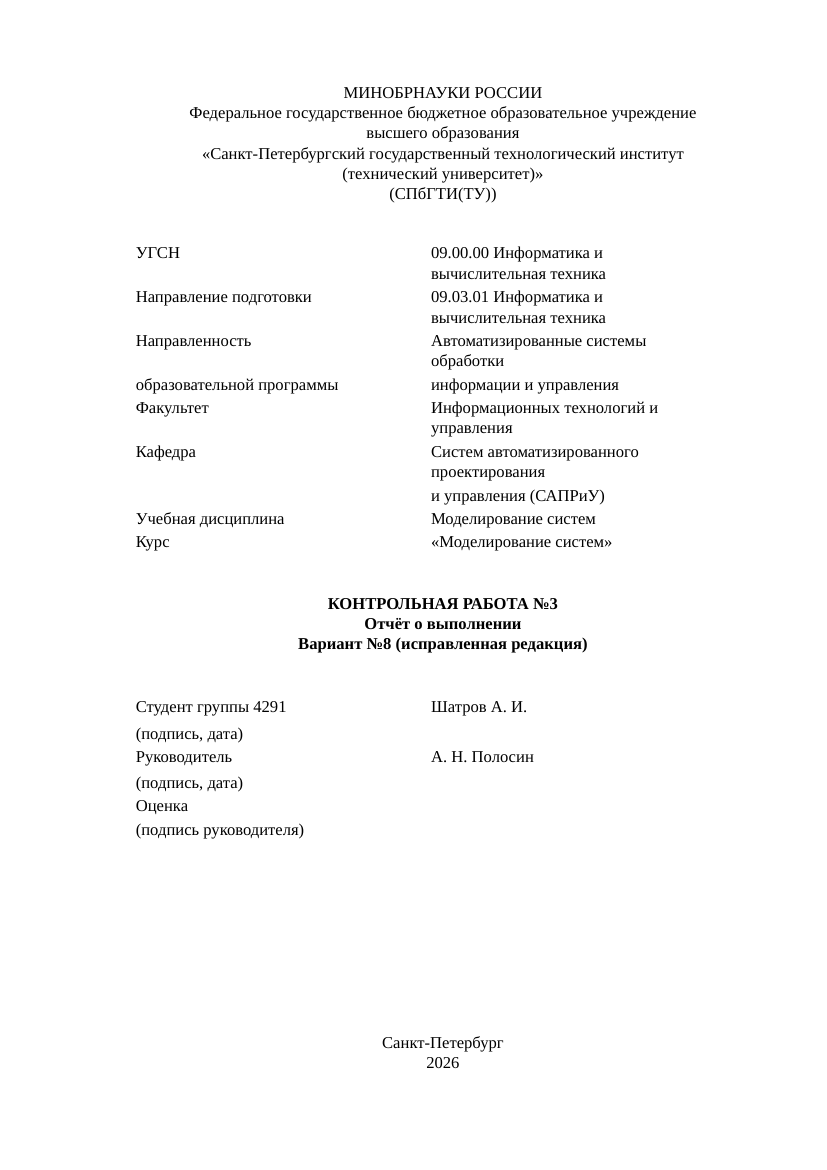 МИНОБРНАУКИ РОССИИ
Федеральное государственное бюджетное образовательное учреждение
высшего образования
«Санкт-Петербургский государственный технологический институт
(технический университет)»
(СПбГТИ(ТУ))
УГСН 09.00.00 Информатика и
вычислительная техника
Направление подготовки 09.03.01 Информатика и
вычислительная техника
Направленность Автоматизированные системы
обработки
образовательной программы информации и управления
Факультет Информационных технологий и
управления
Кафедра Систем автоматизированного
проектирования
и управления (САПРиУ)
Учебная дисциплина Моделирование систем
Курс «Моделирование систем»
КОНТРОЛЬНАЯ РАБОТА №3
Отчёт о выполнении
Вариант №8 (исправленная редакция)
Студент группы 4291 Шатров А. И.
(подпись, дата)
Руководитель А. Н. Полосин
(подпись, дата)
Оценка
(подпись руководителя)
Санкт-Петербург
2026